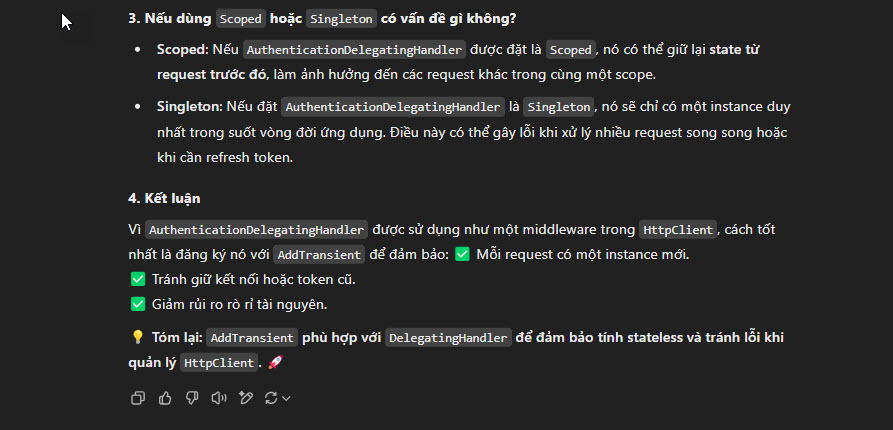 3. Nếu dùng Scoped hoặc Singleton có vấn đề gì không?
• Scoped: Nếu AuthenticationDelegatingHandler được đặt là Scoped, nó có thể giữ lại state từ
request trước đó, làm ảnh hưởng đến các request khác trong cùng một scope.
• Singleton: Nếu đặt AuthenticationDelegatingHandler là Singleton, nó sẽ chỉ có một instance duy
nhất trong suốt vòng đời ứng dụng. Điều này có thể gây lỗi khi xử lý nhiều request song song hoặc
khi cần refresh token.
4. Kết luận
Vì AuthenticationDelegatingHandler được sử dụng như một middleware trong HttpClient, cách tốt
nhất là đăng ký nó với AddTransient để đảm bảo: ✅ Mỗi request có một instance mới.
✅ Tránh giữ kết nối hoặc token cũ.
✅ Giảm rủi ro rò rỉ tài nguyên.
💡 Tóm lại: AddTransient phù hợp với DelegatingHandler để đảm bảo tính stateless và tránh lỗi khi
quản lý HttpClient. 🚀